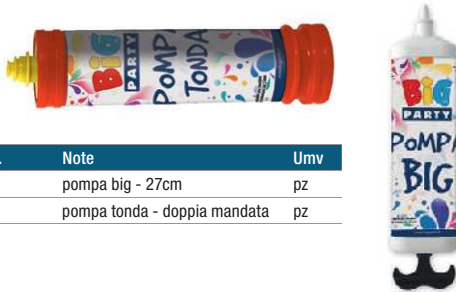 BIG
PARTY
POMPA
TONDA
BIG
PARTY
POMPA
BIG
. Note Umv
pompa big - 27cm pz
pompa tonda - doppia mandata pz